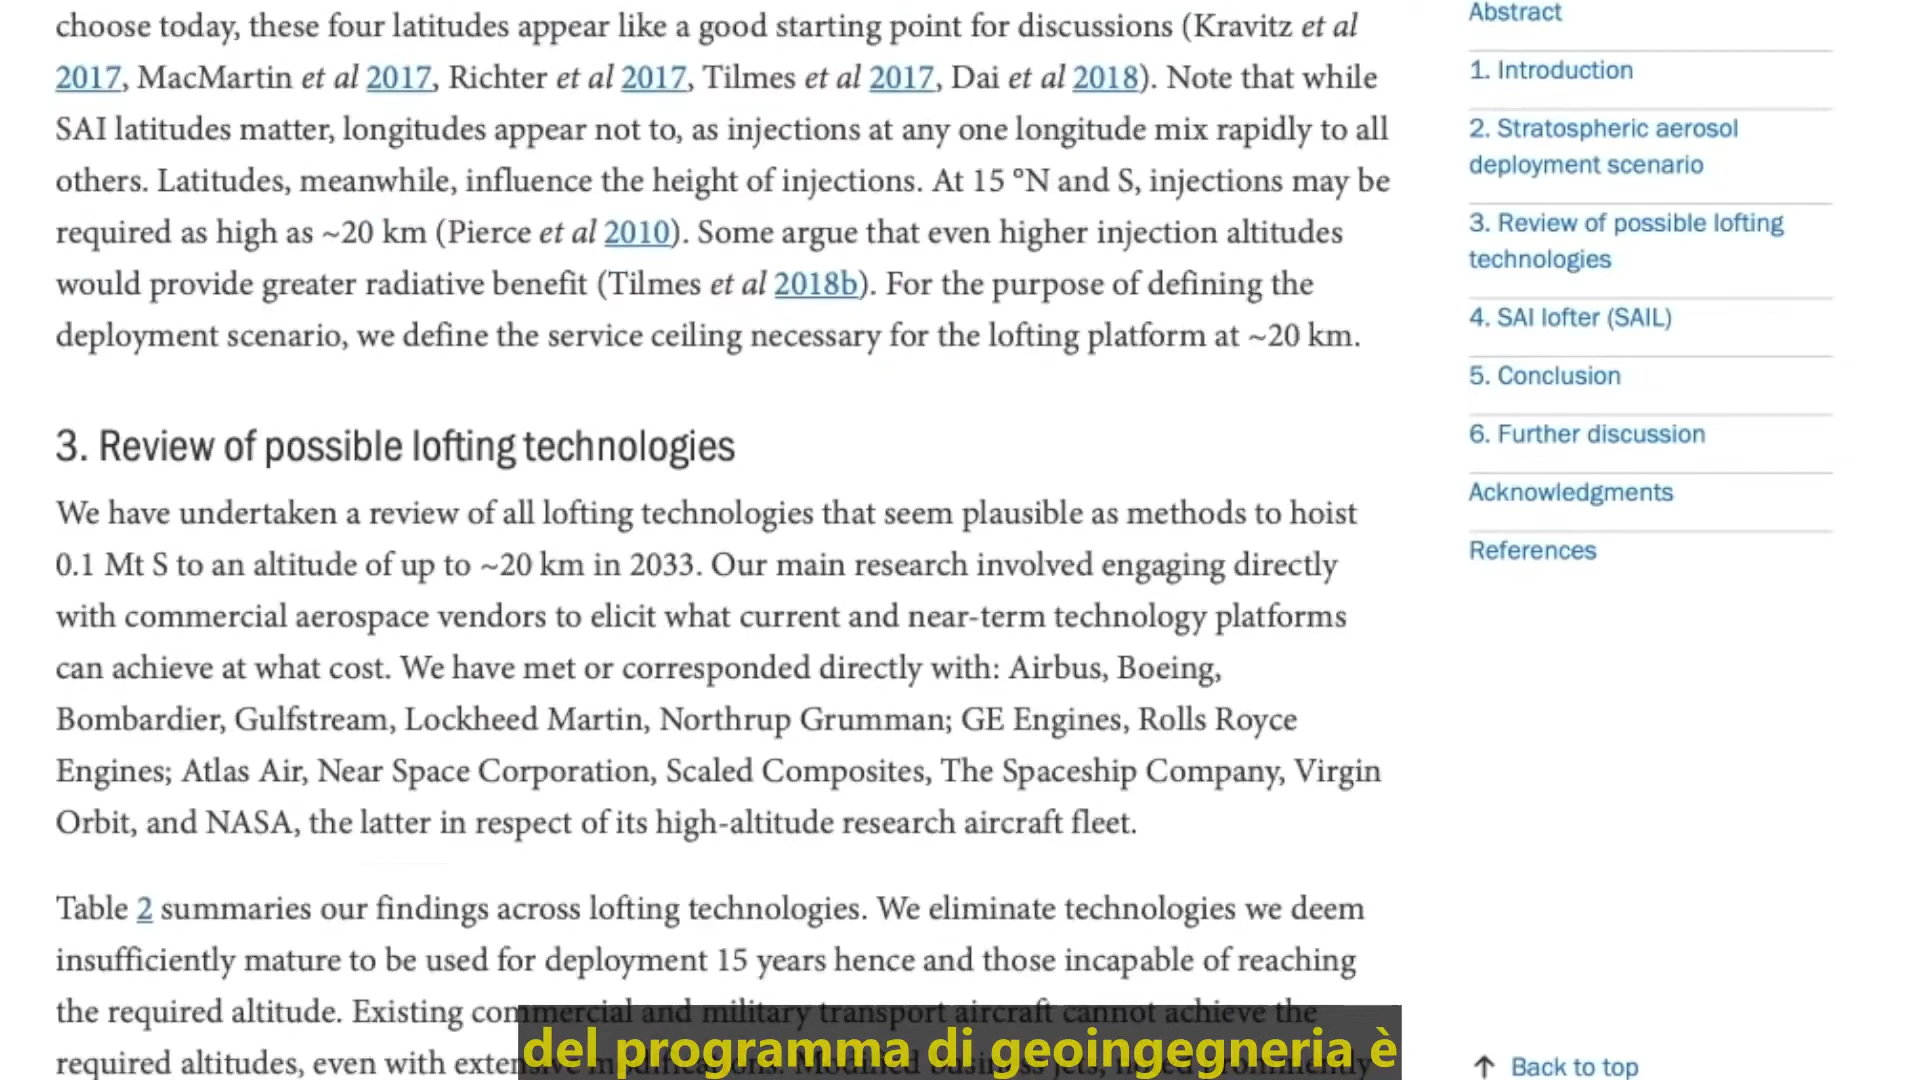 choose today, these four latitudes appear like a good starting point for discussions (Kravitz et al
2017, MacMartin et al 2017, Richter et al 2017, Tilmes et al 2017, Dai et al 2018). Note that while
SAI latitudes matter, longitudes appear not to, as injections at any one longitude mix rapidly to all
others. Latitudes, meanwhile, influence the height of injections. At 15 °N and S, injections may be
required as high as ~20 km (Pierce et al 2010). Some argue that even higher injection altitudes
would provide greater radiative benefit (Tilmes et al 2018b). For the purpose of defining the
deployment scenario, we define the service ceiling necessary for the lofting platform at ~20 km.
3. Review of possible lofting technologies
We have undertaken a review of all lofting technologies that seem plausible as methods to hoist
0.1 Mt S to an altitude of up to ~20 km in 2033. Our main research involved engaging directly
with commercial aerospace vendors to elicit what current and near-term technology platforms
can achieve at what cost. We have met or corresponded directly with: Airbus, Boeing,
Bombardier, Gulfstream, Lockheed Martin, Northrup Grumman; GE Engines, Rolls Royce
Engines; Atlas Air, Near Space Corporation, Scaled Composites, The Spaceship Company, Virgin
Orbit, and NASA, the latter in respect of its high-altitude research aircraft fleet.
Table 2 summaries our findings across lofting technologies. We eliminate technologies we deem
insufficiently mature to be used for deployment 15 years hence and those incapable of reaching
the required altitude. Existing commercial and military transport aircraft cannot achieve the
required altitudes, even with
del programma di geoingegneria è
Abstract
1. Introduction
2. Stratospheric aerosol
deployment scenario
3. Review of possible lofting
technologies
4. SAI lofter (SAIL)
5. Conclusion
6. Further discussion
Acknowledgments
References
↑ Back to top